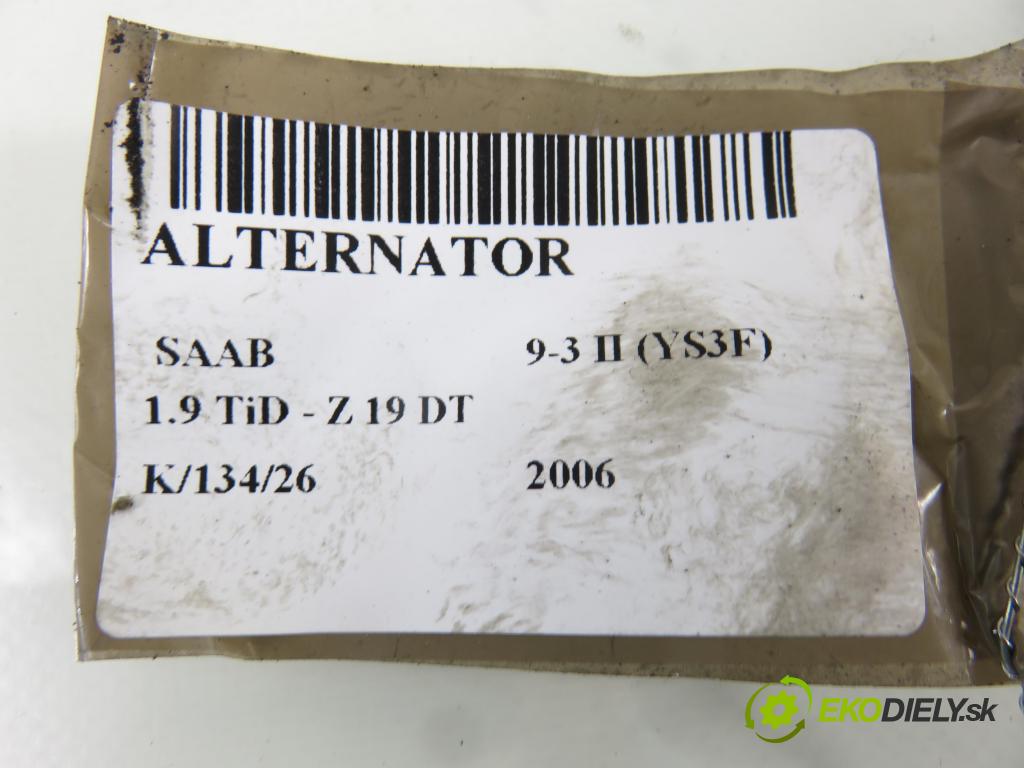 ALTERNATOR
SAAB 9-3 II (YS3F)
1.9 TiD - Z 19 DT
K/134/26 2006
EKODIELY.sk